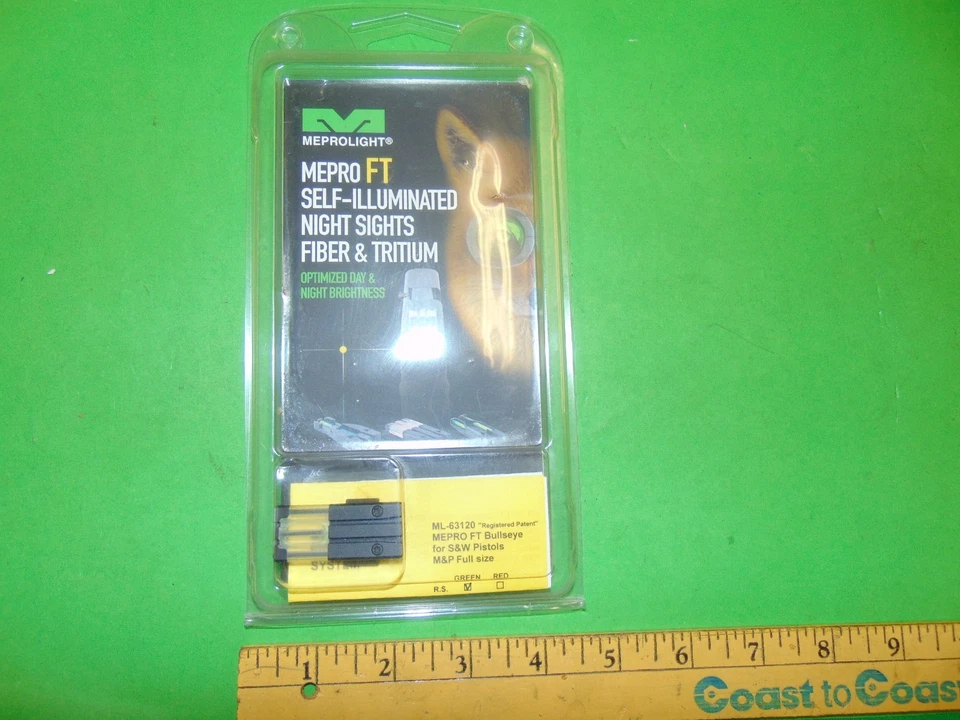 MEPROLIGHT®
MEPRO FT
SELF-ILLUMINATED
NIGHT SIGHTS
FIBER & TRITIUM
OPTIMIZED DAY &
NIGHT BRIGHTNESS
ML-63120 "Registered Patent"
MEPRO FT Bullseye
for S&W Pistols
M&P Full size
SYSTEM
GREEN RED
R.S. ☑ ☐
1 2 3 4 5 6 7 8 9
Coast to Coast